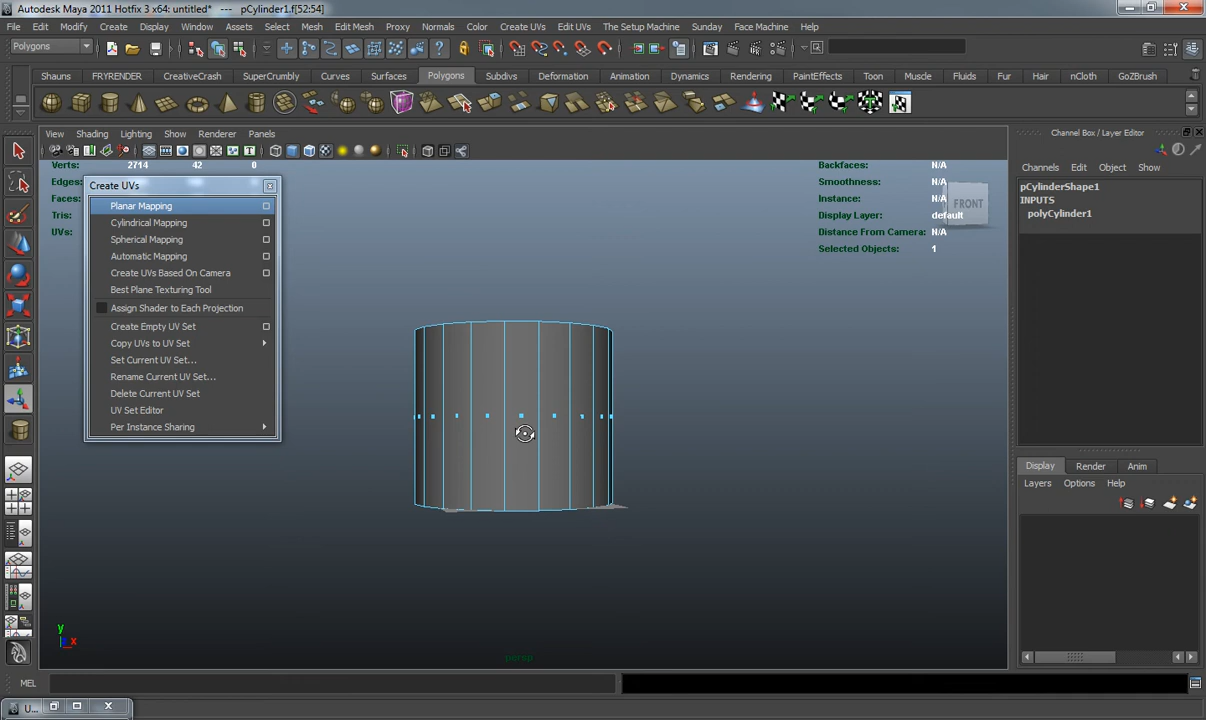 Autodesk Maya 2011 Hotfix 3 x64: untitled* --- pCylinder1.f[52:54]
File Edit Modify Create Display Window Assets Select Mesh Edit Mesh Proxy Normals Color Create UVs Edit UVs The Setup Machine Sunday Face Machine Help
Polygons
Shauns FRYRENDER CreativeCrash SuperCrumbly Curves Surfaces Polygons Subdivs Deformation Animation Dynamics Rendering PaintEffects Toon Muscle Fluids Fur Hair nCloth GoZBrush
View Shading Lighting Show Renderer Panels
Channel Box / Layer Editor
Channels Edit Object Show
Verts: 2714 42 0
Edges:
Faces:
Tris:
UVs:
Backfaces: N/A
Smoothness: N/A
Instance: N/A
Display Layer: default
Distance From Camera: N/A
Selected Objects: 1
FRONT
pCylinderShape1
INPUTS
polyCylinder1
Create UVs
Planar Mapping
Cylindrical Mapping
Spherical Mapping
Automatic Mapping
Create UVs Based On Camera
Best Plane Texturing Tool
Assign Shader to Each Projection
Create Empty UV Set
Copy UVs to UV Set
Set Current UV Set...
Rename Current UV Set...
Delete Current UV Set
UV Set Editor
Per Instance Sharing
Display Render Anim
Layers Options Help
y
x
persp
MEL
U...